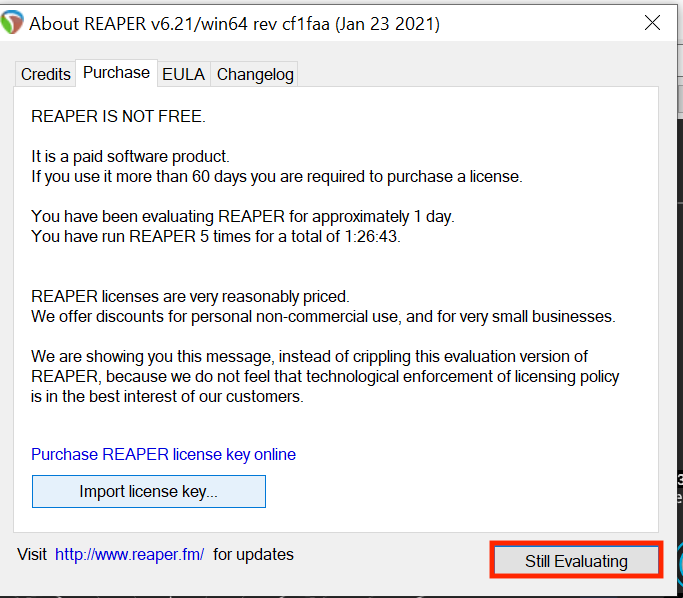 About REAPER v6.21/win64 rev cf1faa (Jan 23 2021)
Credits Purchase EULA Changelog
REAPER IS NOT FREE.
It is a paid software product.
If you use it more than 60 days you are required to purchase a license.
You have been evaluating REAPER for approximately 1 day.
You have run REAPER 5 times for a total of 1:26:43.
REAPER licenses are very reasonably priced.
We offer discounts for personal non-commercial use, and for very small businesses.
We are showing you this message, instead of crippling this evaluation version of
REAPER, because we do not feel that technological enforcement of licensing policy
is in the best interest of our customers.
Purchase REAPER license key online
Import license key...
Visit http://www.reaper.fm/ for updates
Still Evaluating